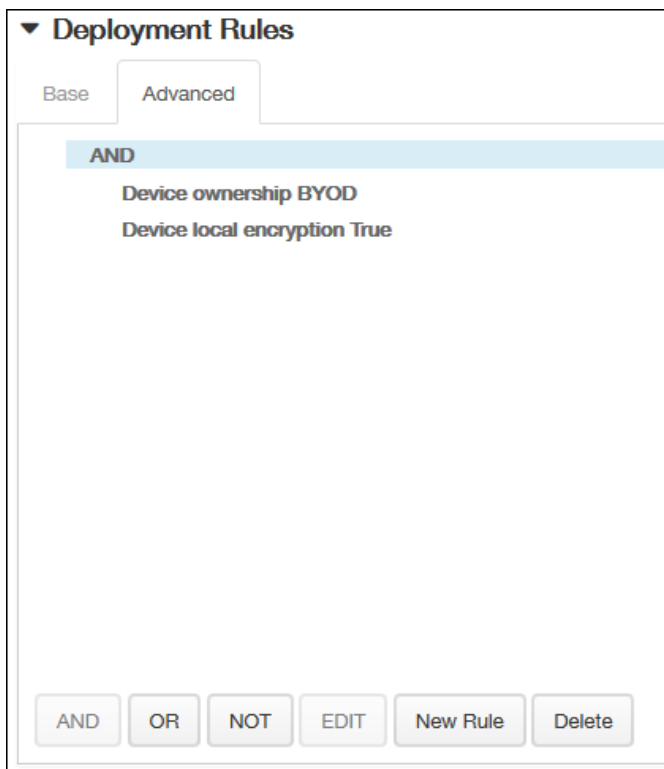 Deployment Rules
Base Advanced
AND
Device ownership BYOD
Device local encryption True
AND OR NOT EDIT New Rule Delete